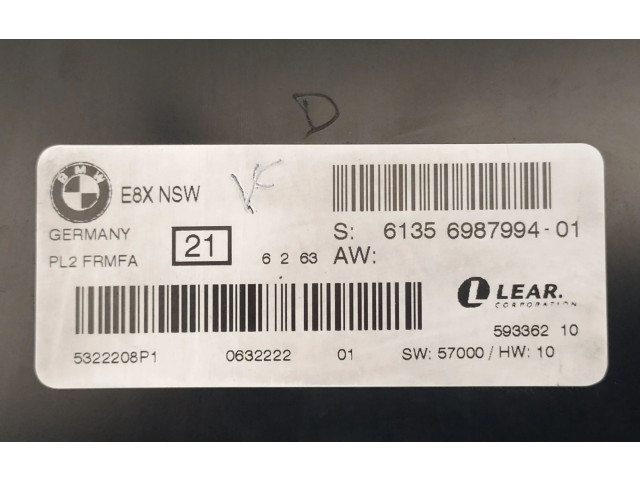 D
BMW
E8X NSW
VF
GERMANY
21
S: 6135 6987994-01
PL2 FRMFA
6 2 63
AW:
LEAR.
CORPORATION
593362 10
5322208P1 0632222 01 SW: 57000 / HW: 10